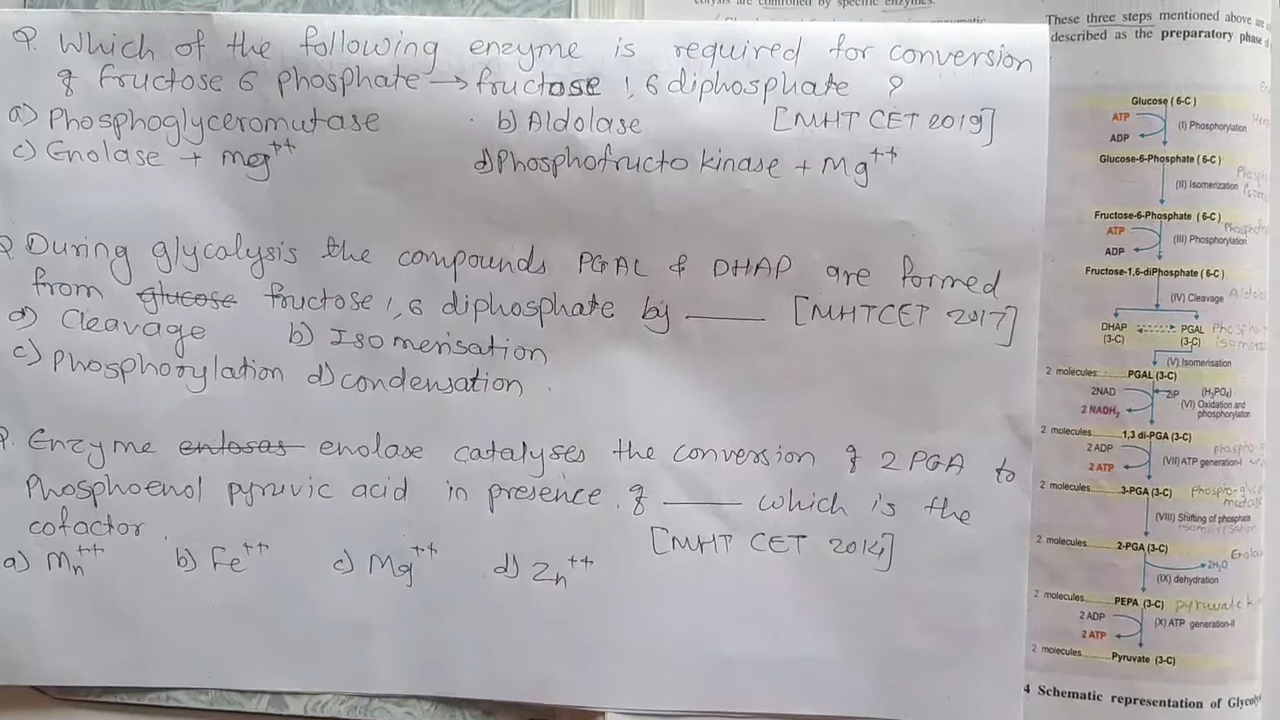 olysis are controlled by specific enzymes.
Q. Which of the following enzyme is required for conversion
of fructose 6 phosphate → fructose 1,6 diphosphate ?
a) Phosphoglyceromutase b) Aldolase [MHT CET 2019]
c) Enolase + mg++ d) Phosphofructo kinase + Mg++
Q During glycolysis the compounds PGAL & DHAP are formed
from glucose fructose 1,6 diphosphate by ___ [MHTCET 2017]
a) Cleavage b) Isomerisation
c) Phosphorylation d) condensation
Q. Enzyme enolase catalyses the conversion of 2 PGA to
Phosphoenol pyruvic acid in presence of ___ which is the
cofactor. [MHT CET 2014]
a) Mn++ b) Fe++ c) Mg++ d) Zn++
These three steps mentioned above are
described as the preparatory phase
Glucose ( 6-C )
ATP
ADP
(I) Phosphorylation
Glucose-6-Phosphate ( 6-C )
(II) Isomerization
Fructose-6-Phosphate ( 6-C )
ATP
ADP
(III) Phosphorylation
Fructose-1,6-diPhosphate ( 6-C )
(IV) Cleavage
DHAP PGAL
(3-C) (3-C)
(V) Isomerisation
2 molecules........PGAL (3-C)
2NAD 2iP (H₃PO₄)
2 NADH₂ (VI) Oxidation and
phosphorylation
2 molecules........1,3 di-PGA (3-C)
2 ADP
2 ATP
(VII) ATP generation-I
2 molecules........3-PGA (3-C)
(VIII) Shifting of phosphate
2 molecules........2-PGA (3-C)
2H₂O
(IX) dehydration
2 molecules........PEPA (3-C) pyruvate
2 ADP
2 ATP
(X) ATP generation-II
2 molecules........Pyruvate (3-C)
4 Schematic representation of